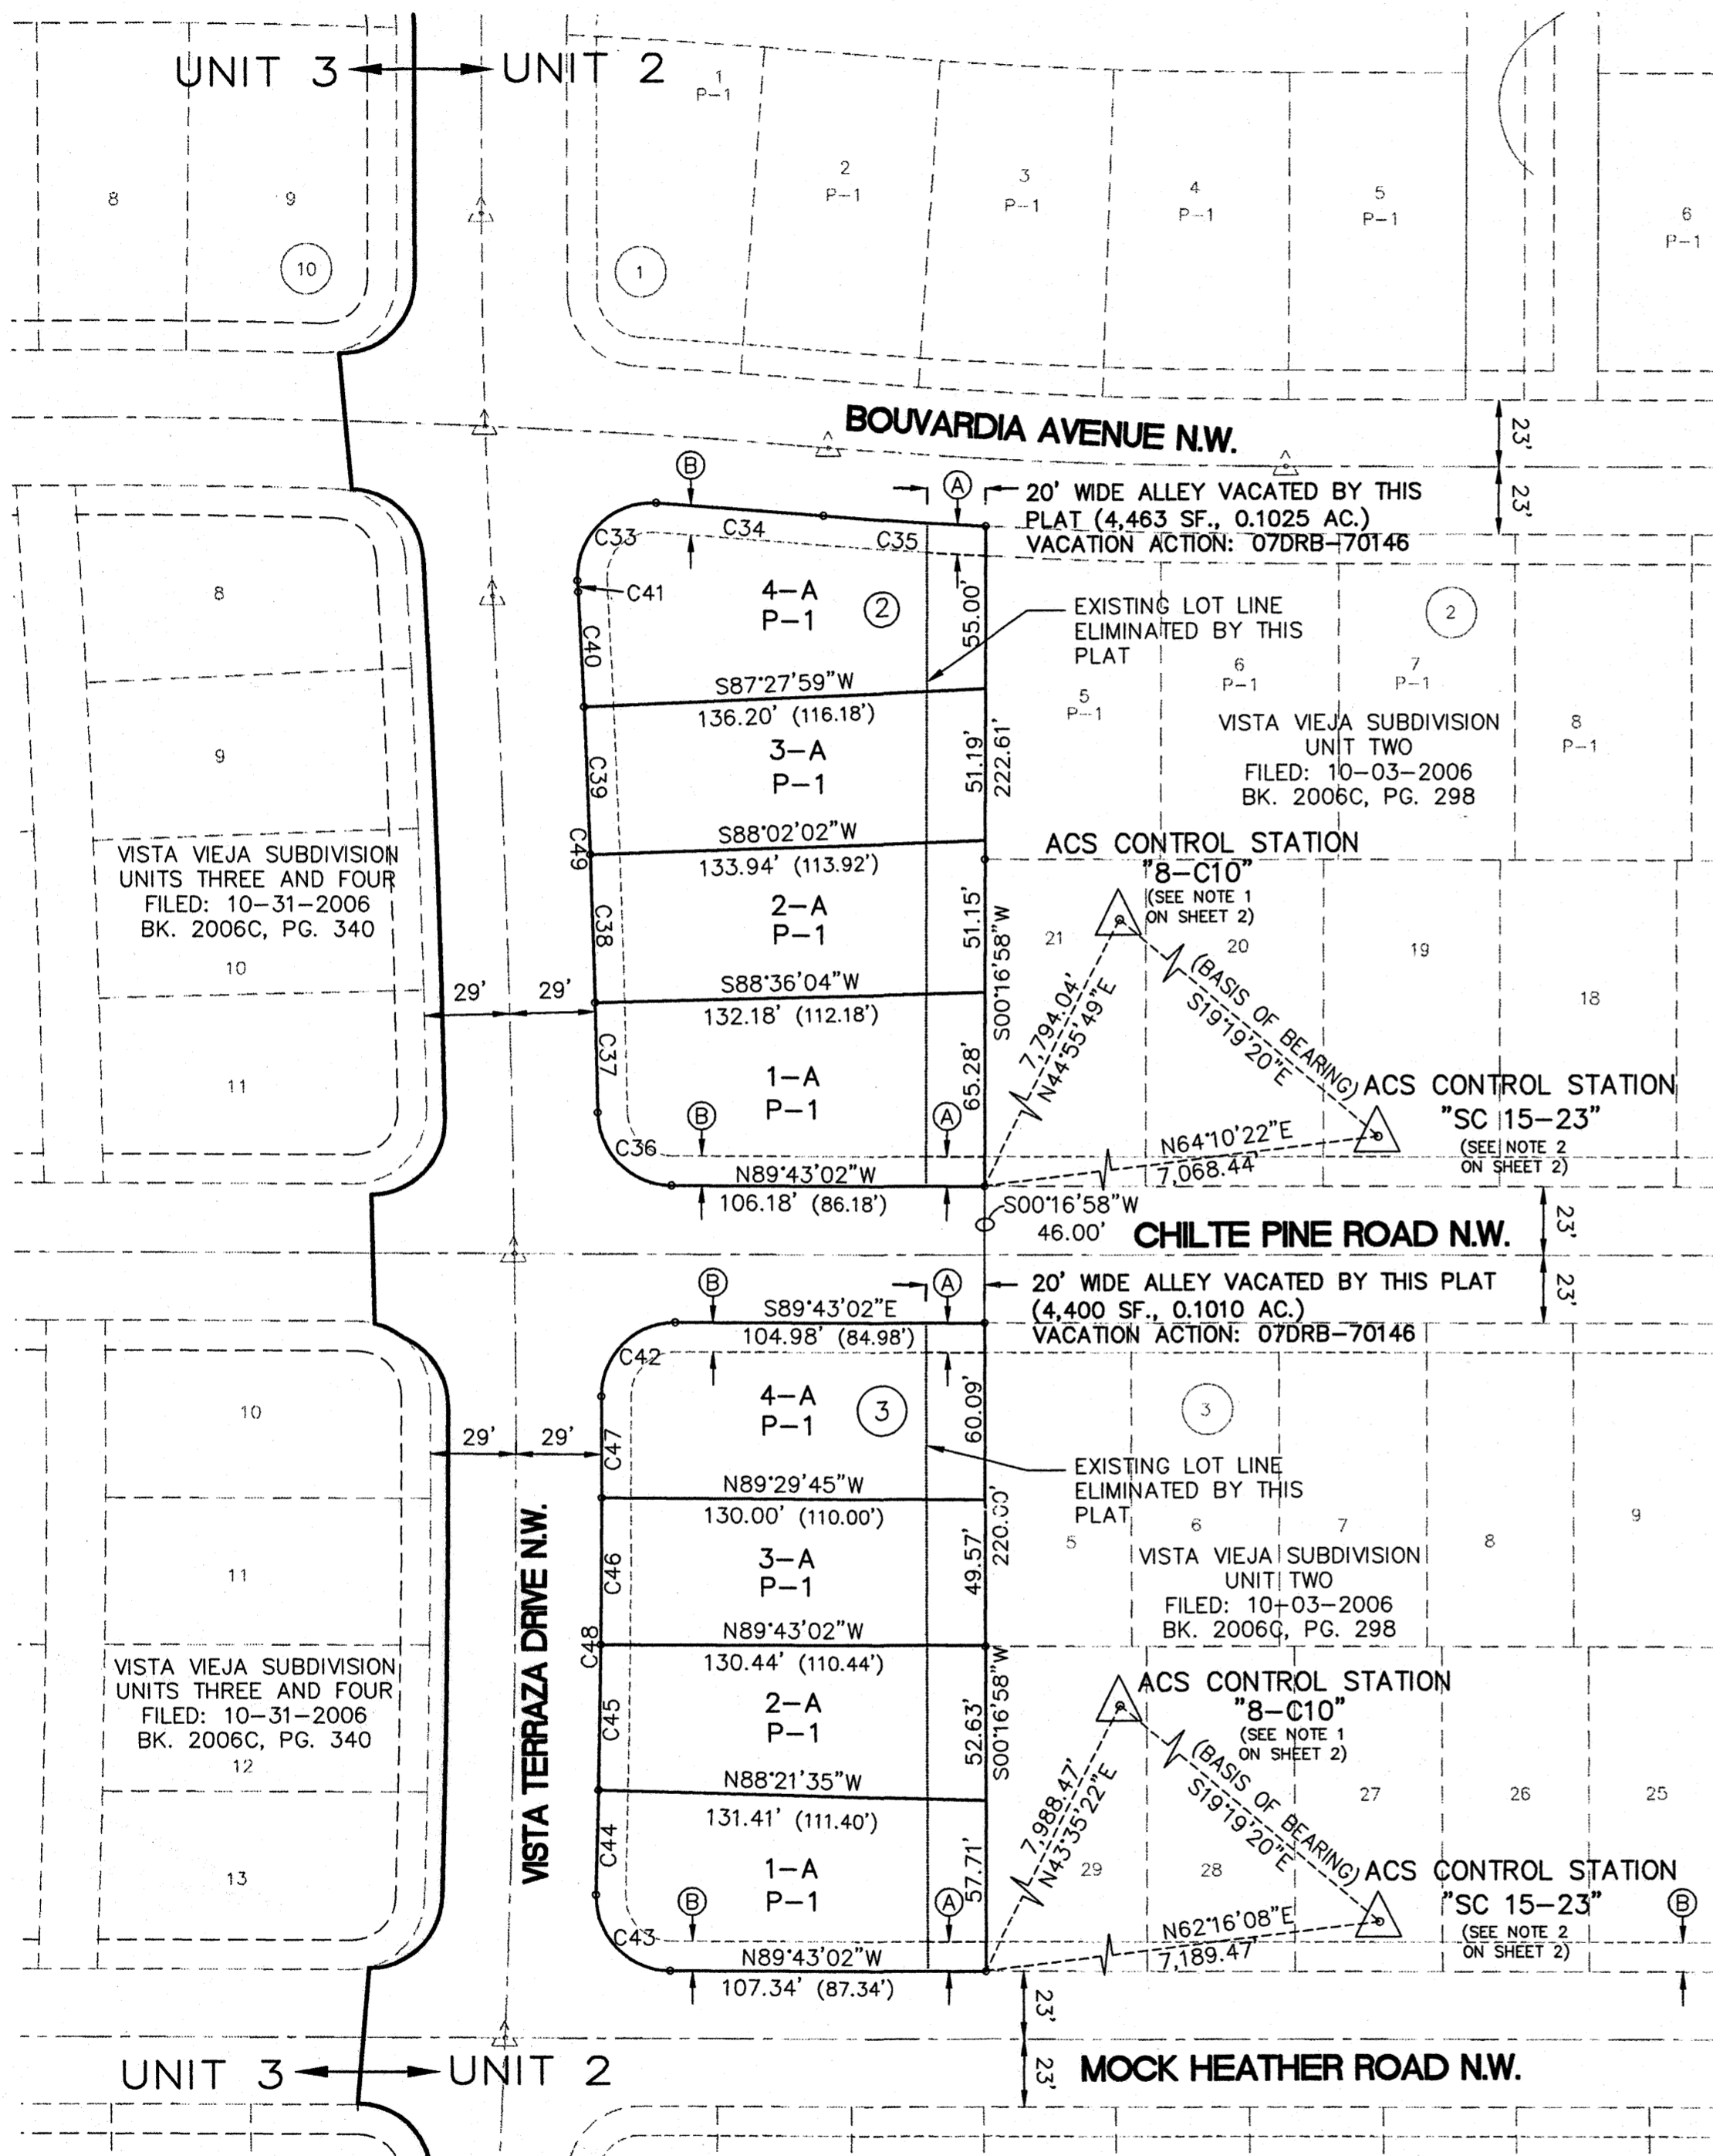 UNIT 3
UNIT 2
1
P-1
2
P-1
3
P-1
4
P-1
5
P-1
6
P-1
8
9
10
1
BOUVARDIA AVENUE N.W.
23'
23'
B
A
20' WIDE ALLEY VACATED BY THIS
PLAT (4,463 SF., 0.1025 AC.)
VACATION ACTION: 07DRB-70146
C33
C34
C35
C41
4-A
P-1
2
55.00'
EXISTING LOT LINE
ELIMINATED BY THIS
PLAT
2
8
C40
S87°27'59"W
136.20' (116.18')
5
P-1
6
P-1
7
P-1
8
P-1
VISTA VIEJA SUBDIVISION
UNIT TWO
FILED: 10-03-2006
BK. 2006C, PG. 298
9
C39
3-A
P-1
51.19'
222.61'
C49
S88°02'02"W
133.94' (113.92')
VISTA VIEJA SUBDIVISION
UNITS THREE AND FOUR
FILED: 10-31-2006
BK. 2006C, PG. 340
10
ACS CONTROL STATION
"8-C10"
(SEE NOTE 1
ON SHEET 2)
C38
2-A
P-1
51.15'
S00°16'58"W
21
20
19
18
(BASIS OF BEARING)
S19°19'20"E
29'
29'
S88°36'04"W
132.18' (112.18')
7,794.04'
N44°55'49"E
11
C37
1-A
P-1
65.28'
ACS CONTROL STATION
"SC 15-23"
(SEE NOTE 2
ON SHEET 2)
B
A
C36
N64°10'22"E
7,068.44'
N89°43'02"W
106.18' (86.18')
S00°16'58"W
46.00'
CHILTE PINE ROAD N.W.
23'
23'
B
A
20' WIDE ALLEY VACATED BY THIS PLAT
(4,400 SF., 0.1010 AC.)
VACATION ACTION: 07DRB-70146
S89°43'02"E
104.98' (84.98')
C42
4-A
P-1
3
60.09'
3
10
29'
29'
C47
EXISTING LOT LINE
ELIMINATED BY THIS
PLAT
N89°29'45"W
130.00' (110.00')
220.00'
5
6
7
8
9
VISTA VIEJA SUBDIVISION
UNIT TWO
FILED: 10-03-2006
BK. 2006C, PG. 298
11
VISTA TERRAZA DRIVE N.W.
C46
3-A
P-1
49.57'
C48
N89°43'02"W
130.44' (110.44')
VISTA VIEJA SUBDIVISION
UNITS THREE AND FOUR
FILED: 10-31-2006
BK. 2006C, PG. 340
12
C45
2-A
P-1
52.63'
S00°16'58"W
ACS CONTROL STATION
"8-C10"
(SEE NOTE 1
ON SHEET 2)
(BASIS OF BEARING)
S19°19'20"E
N88°21'35"W
131.41' (111.40')
7,988.47'
N43°35'22"E
27
26
25
13
C44
1-A
P-1
57.71'
29
28
ACS CONTROL STATION
"SC 15-23"
(SEE NOTE 2
ON SHEET 2)
B
B
A
C43
N62°16'08"E
7,189.47'
N89°43'02"W
107.34' (87.34')
23'
23'
UNIT 3
UNIT 2
MOCK HEATHER ROAD N.W.